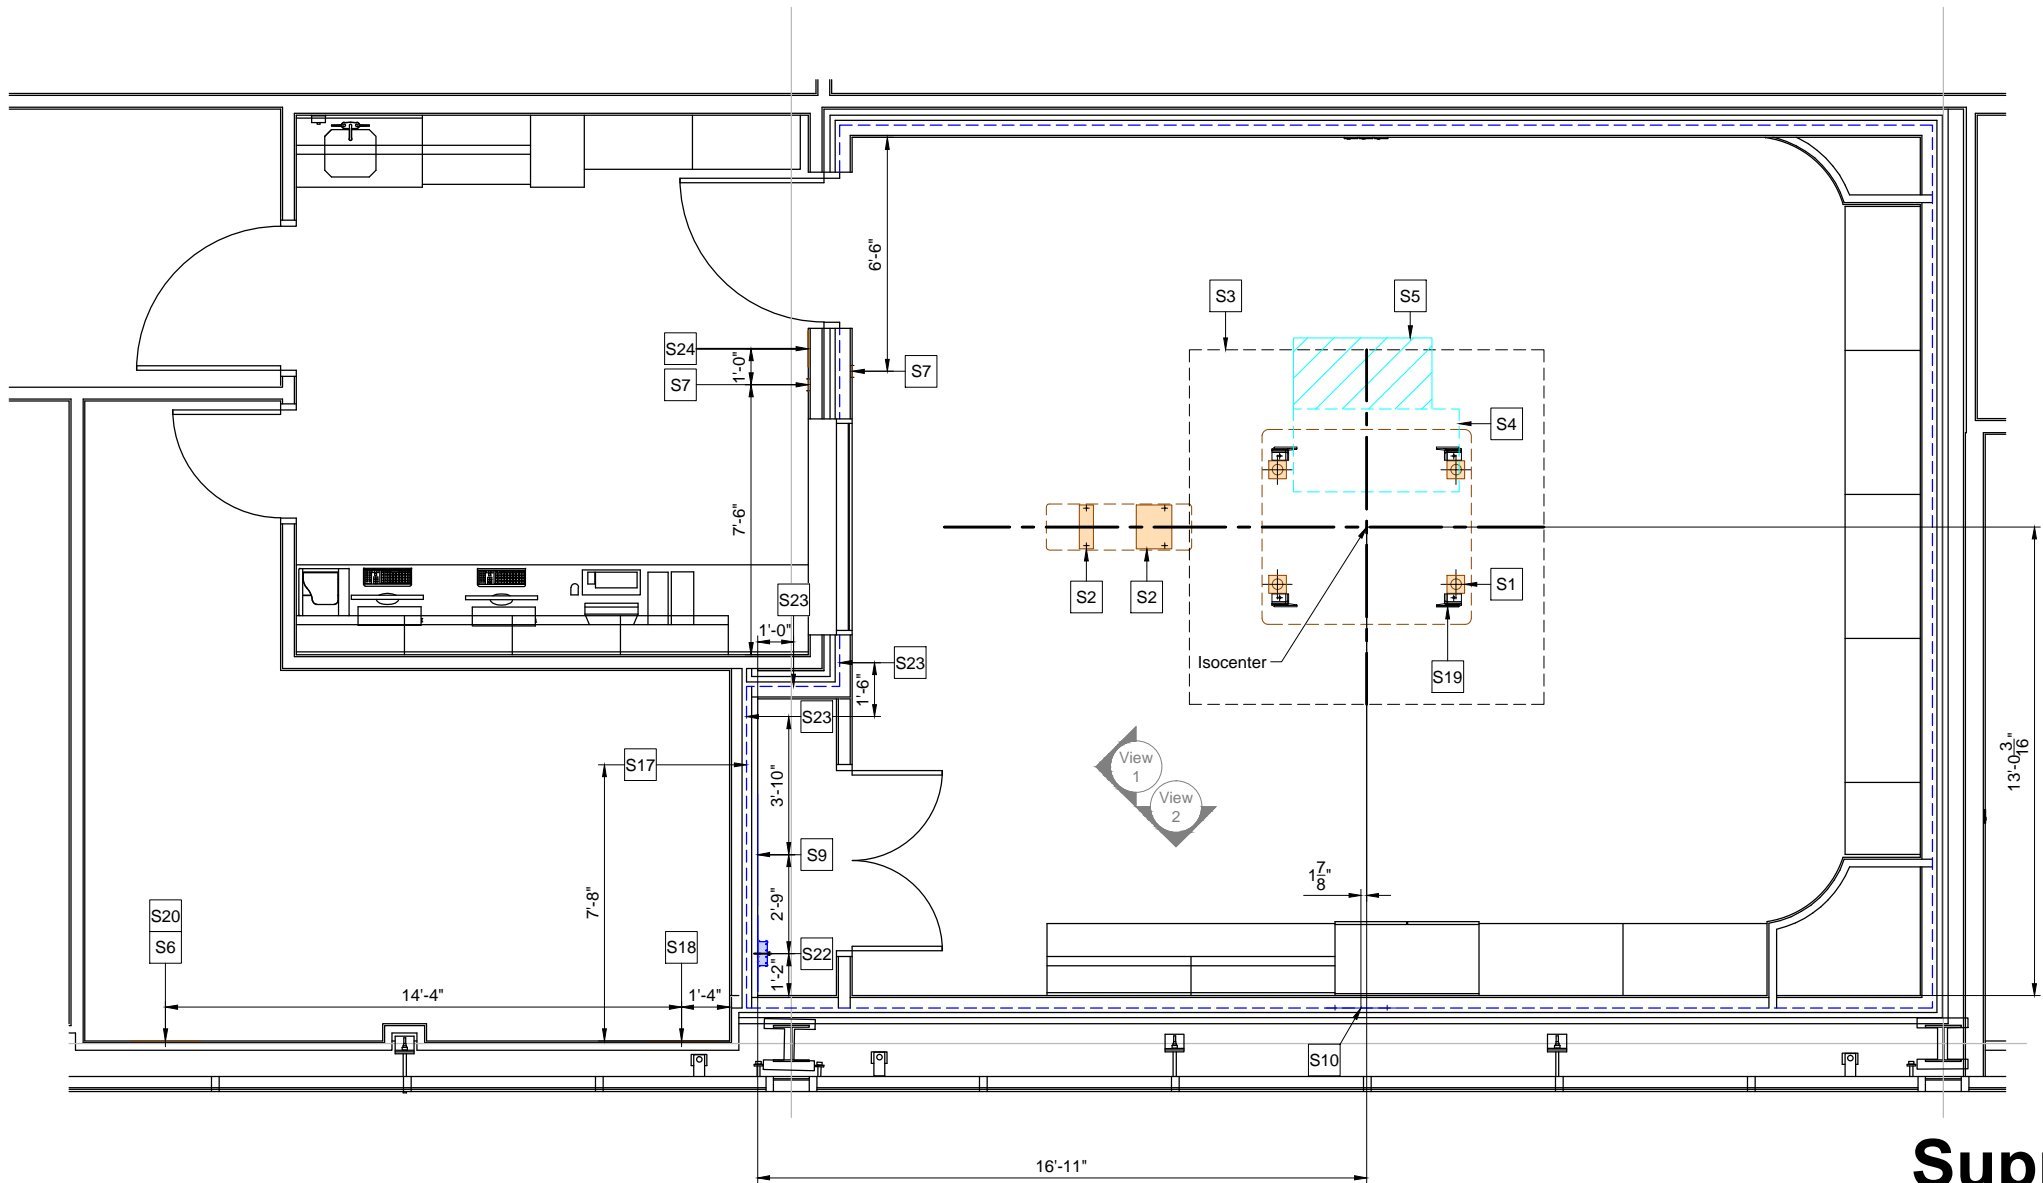 6'-6"
S3
S5
S24
1'-0"
S7
S7
S4
7'-6"
S2
S2
S1
S23
1'-0"
Isocenter
S23
S19
1'-6"
S23
View
1
S17
3'-10"
View
2
13'-0 3/16"
S9
1 7/8"
7'-8"
2'-9"
S20
S6
S18
S22
1'-2"
14'-4"
1'-4"
S10
16'-11"